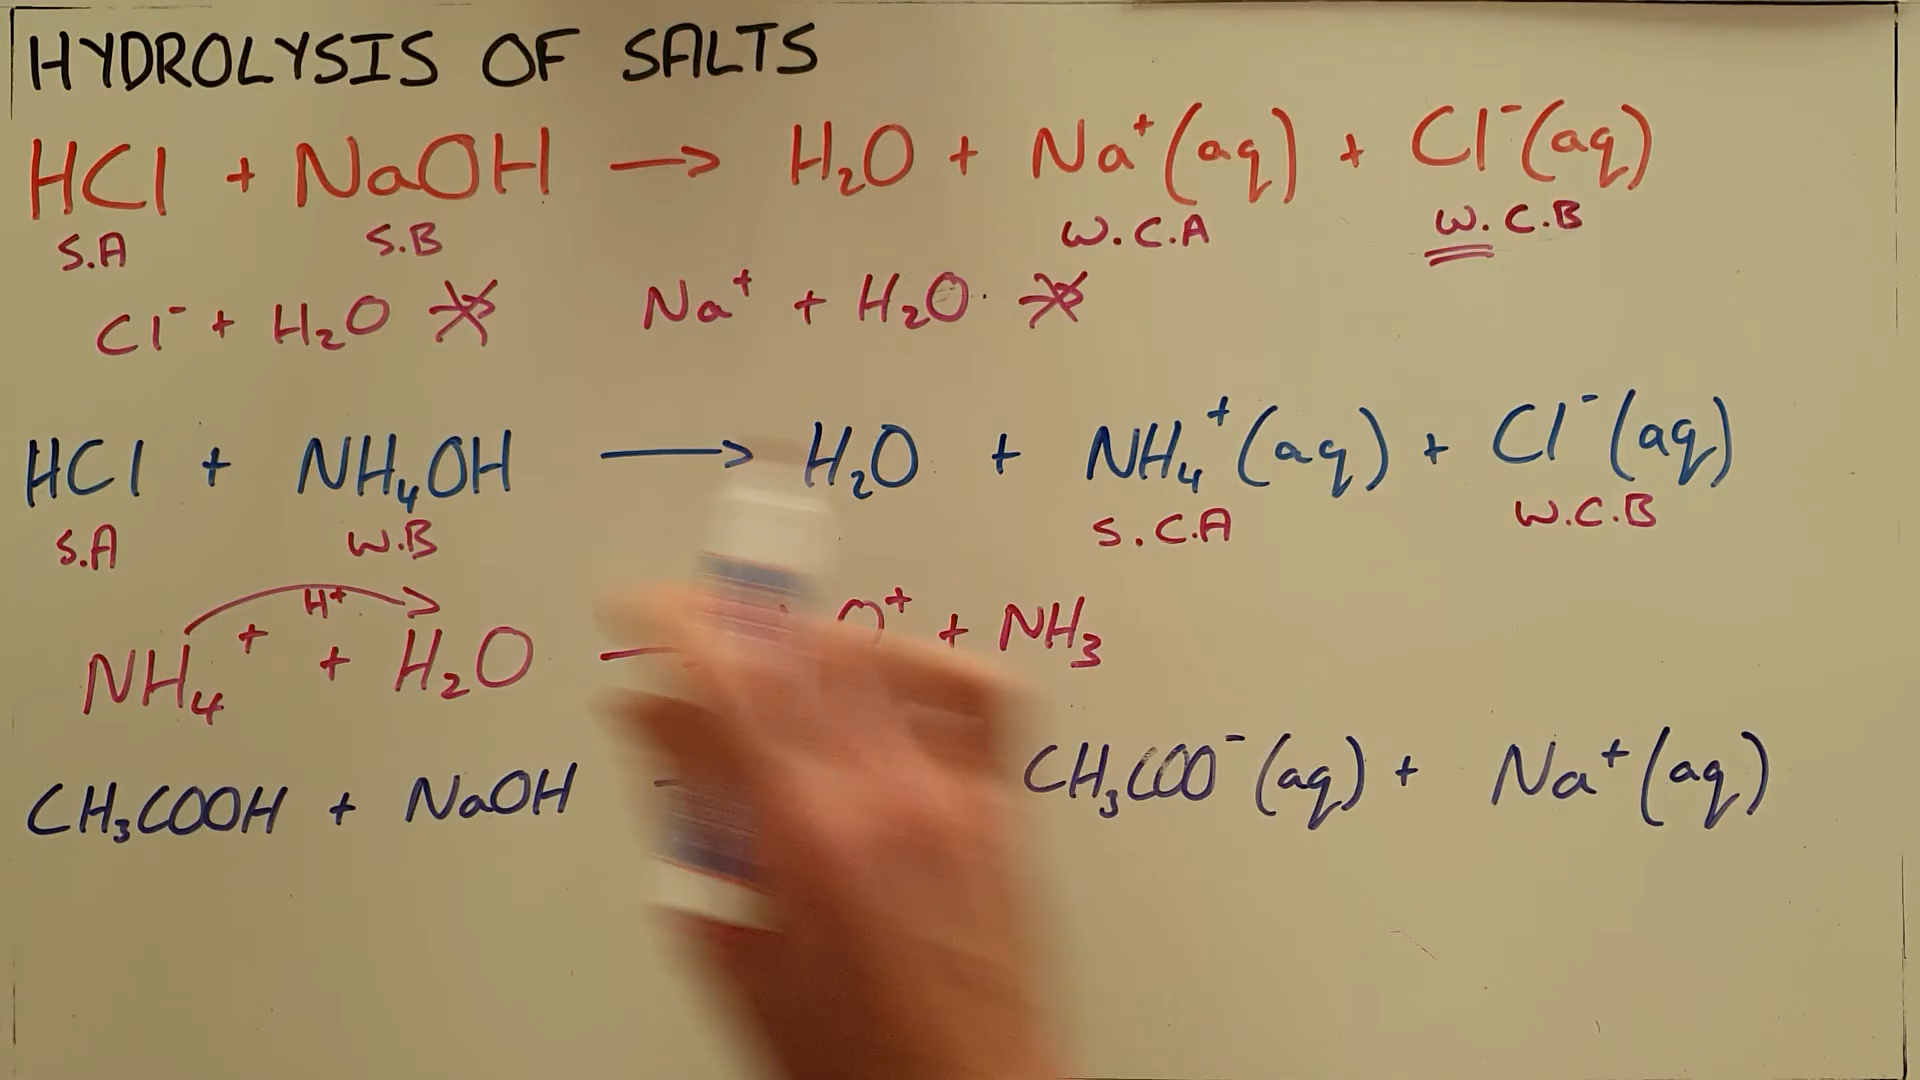 HYDROLYSIS OF SALTS
HCl + NaOH → H₂O + Na⁺(aq) + Cl⁻(aq)
S.A S.B W.C.A W.C.B
Cl⁻ + H₂O Na⁺ + H₂O
HCl + NH₄OH → H₂O + NH₄⁺(aq) + Cl⁻(aq)
S.A W.B S.C.A W.C.B
H⁺
NH₄⁺ + H₂O O⁺ + NH₃
CH₃COOH + NaOH CH₃COO⁻(aq) + Na⁺(aq)